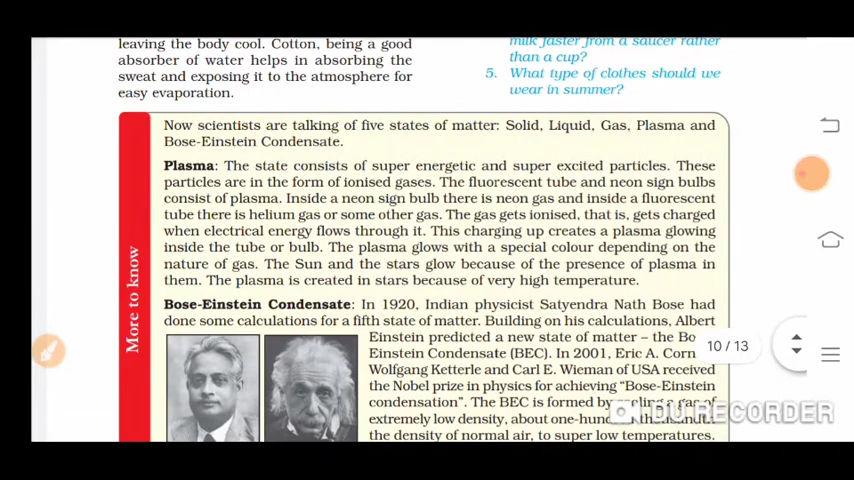 leaving the body cool. Cotton, being a good
absorber of water helps in absorbing the
sweat and exposing it to the atmosphere for
easy evaporation.
milk faster from a saucer rather
than a cup?
5. What type of clothes should we
wear in summer?
More to know
Now scientists are talking of five states of matter: Solid, Liquid, Gas, Plasma and
Bose-Einstein Condensate.
Plasma: The state consists of super energetic and super excited particles. These
particles are in the form of ionised gases. The fluorescent tube and neon sign bulbs
consist of plasma. Inside a neon sign bulb there is neon gas and inside a fluorescent
tube there is helium gas or some other gas. The gas gets ionised, that is, gets charged
when electrical energy flows through it. This charging up creates a plasma glowing
inside the tube or bulb. The plasma glows with a special colour depending on the
nature of gas. The Sun and the stars glow because of the presence of plasma in
them. The plasma is created in stars because of very high temperature.
Bose-Einstein Condensate: In 1920, Indian physicist Satyendra Nath Bose had
done some calculations for a fifth state of matter. Building on his calculations, Albert
Einstein predicted a new state of matter – the
Einstein Condensate (BEC). In 2001, Eric A.
Wolfgang Ketterle and Carl E. Wieman of USA received
the Nobel prize in physics for achieving "Bose-Einstein
condensation". The BEC is formed by a gas of
extremely low density, about
the density of normal air, to super low temperatures.
10 / 13
DU RECORDER